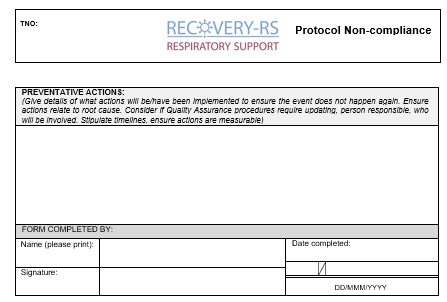 TNO:
RECOVERY-RS
RESPIRATORY SUPPORT
Protocol Non-compliance
PREVENTATIVE ACTIONS:
(Give details of what actions will be/have been implemented to ensure the event does not happen again. Ensure
actions relate to root cause. Consider if Quality Assurance procedures require updating, person responsible, who
will be involved. Stipulate timelines, ensure actions are measurable)
FORM COMPLETED BY:
Name (please print):
Date completed:
Signature:
/
DD/MMM/YYYY